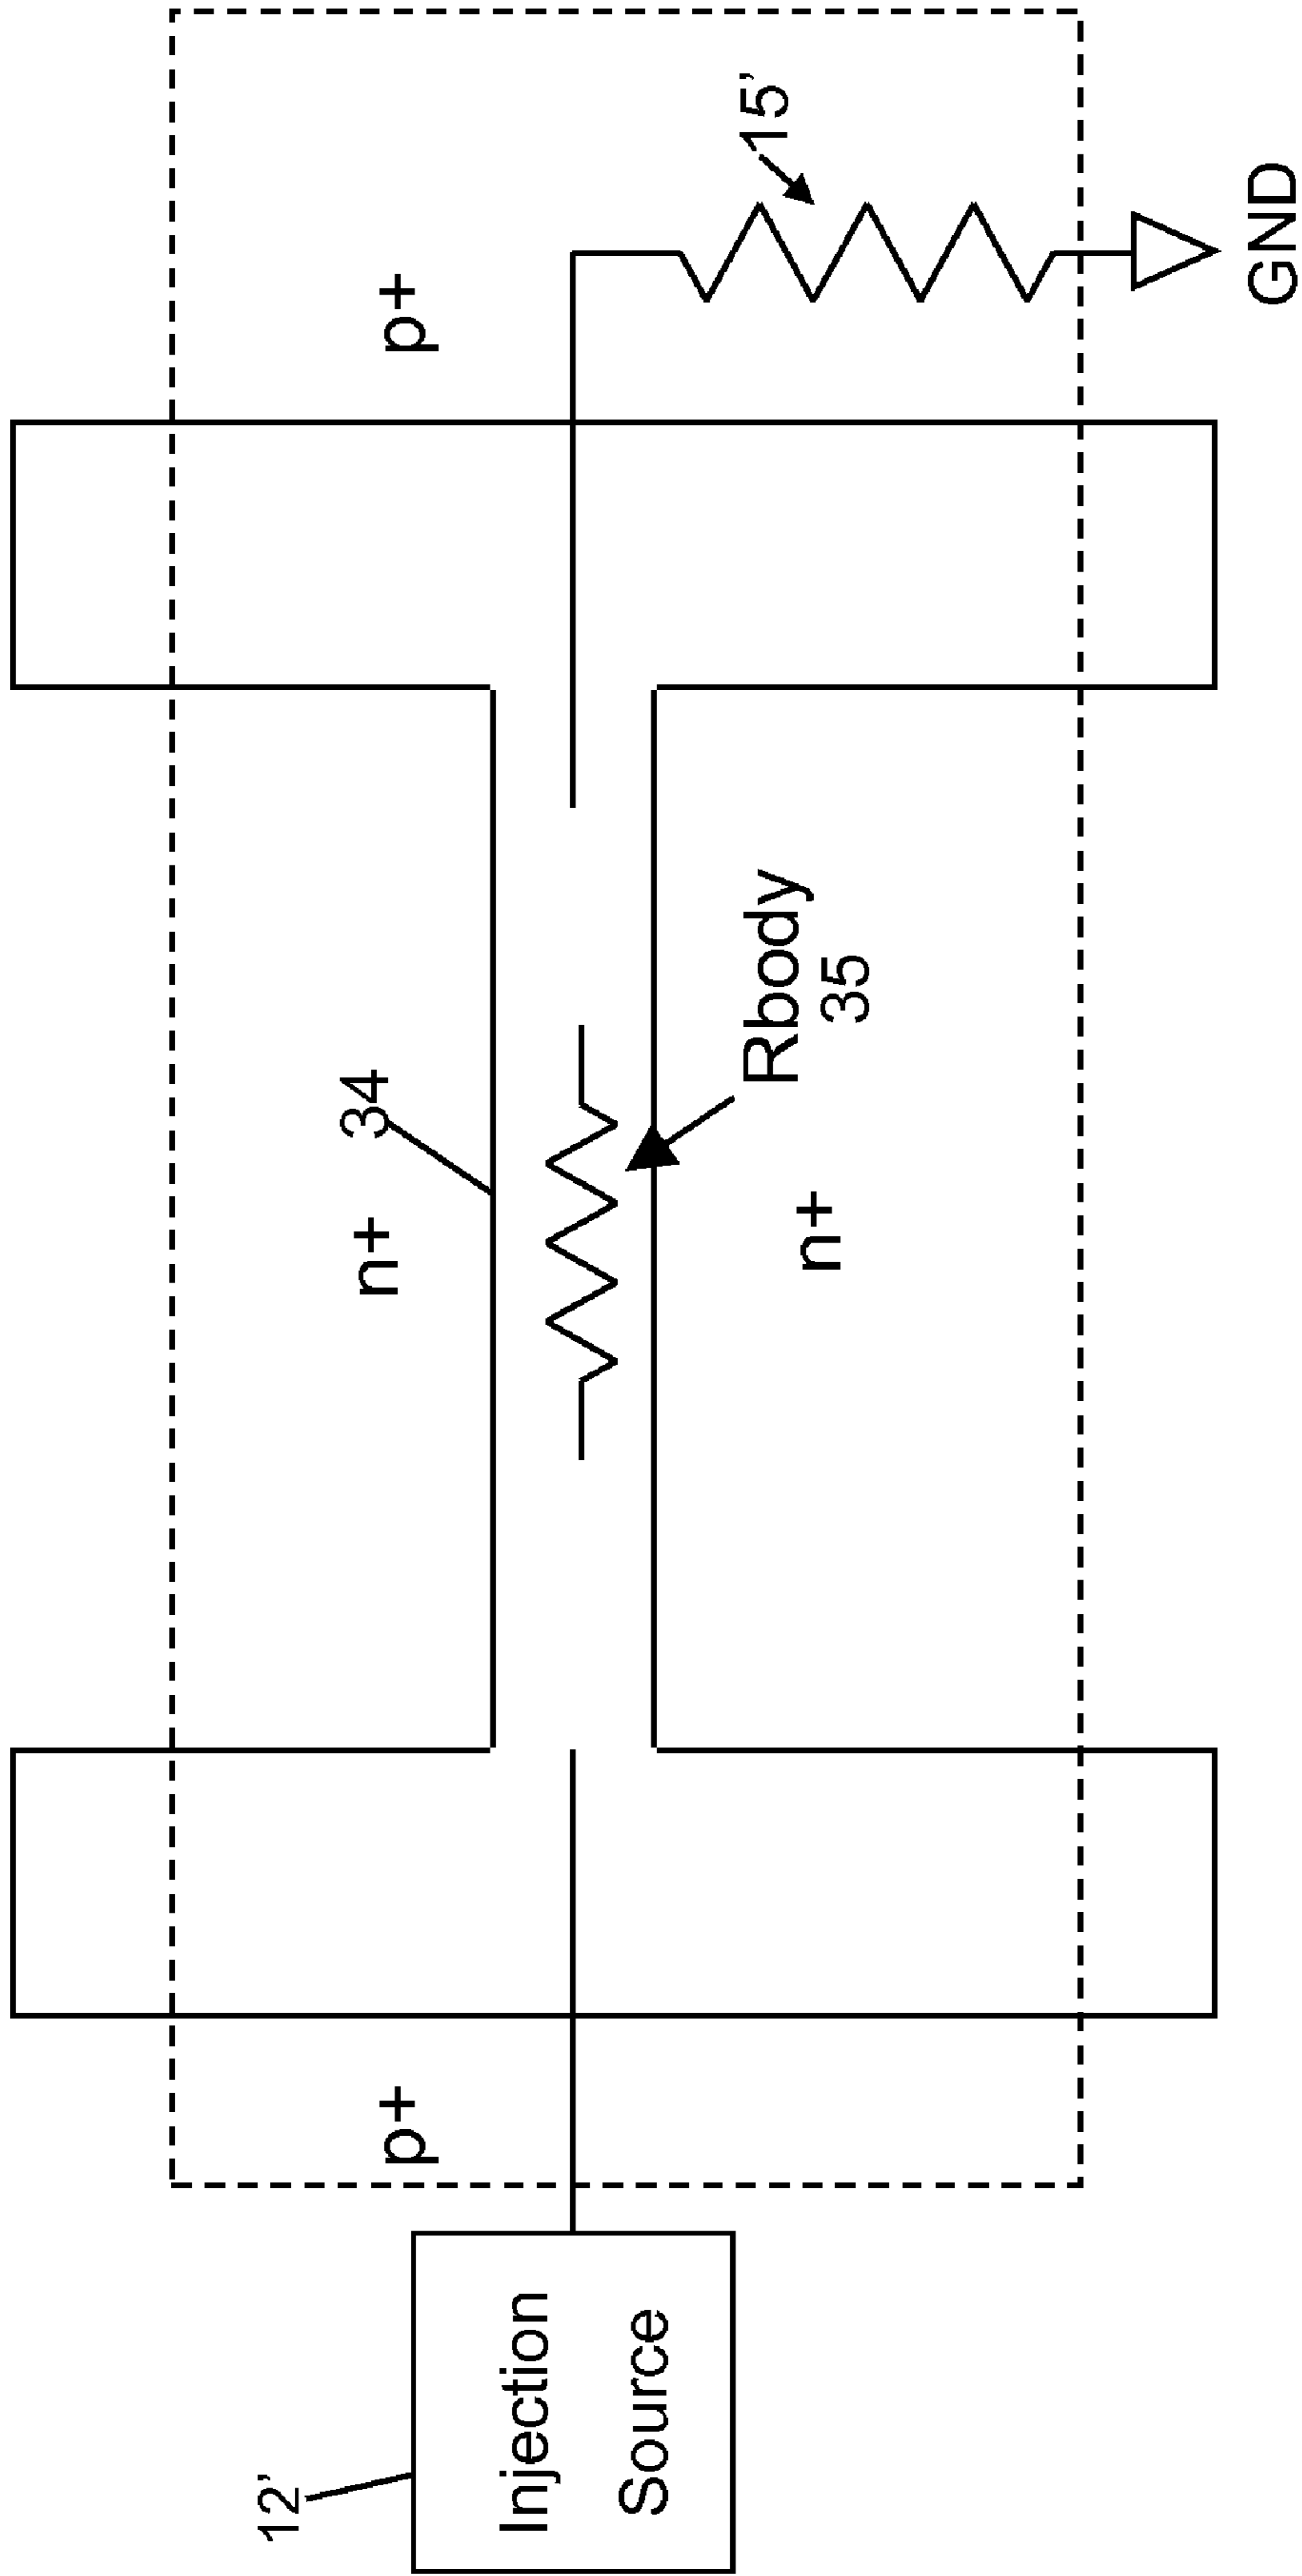 12’
Injection
Source
p+
n+
34
Rbody
35
n+
p+
15’
GND